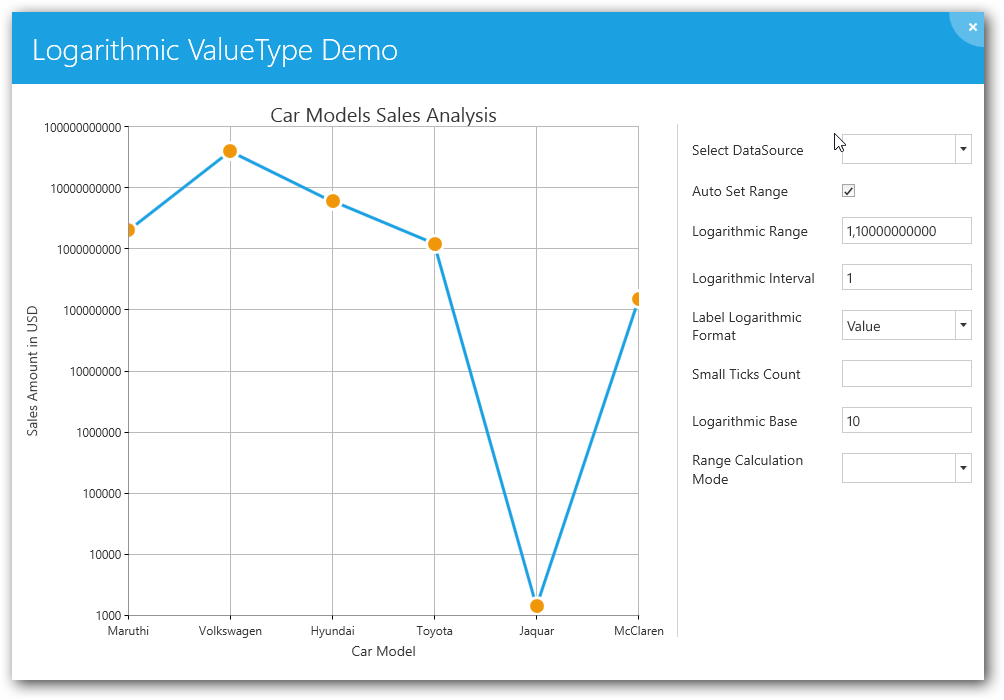 Logarithmic ValueType Demo
Car Models Sales Analysis
100000000000
10000000000
1000000000
100000000
10000000
1000000
100000
10000
1000
Sales Amount in USD
Maruthi Volkswagen Hyundai Toyota Jaquar McClaren
Car Model
Select DataSource
Auto Set Range
Logarithmic Range 1,10000000000
Logarithmic Interval 1
Label Logarithmic
Format Value
Small Ticks Count
Logarithmic Base 10
Range Calculation
Mode